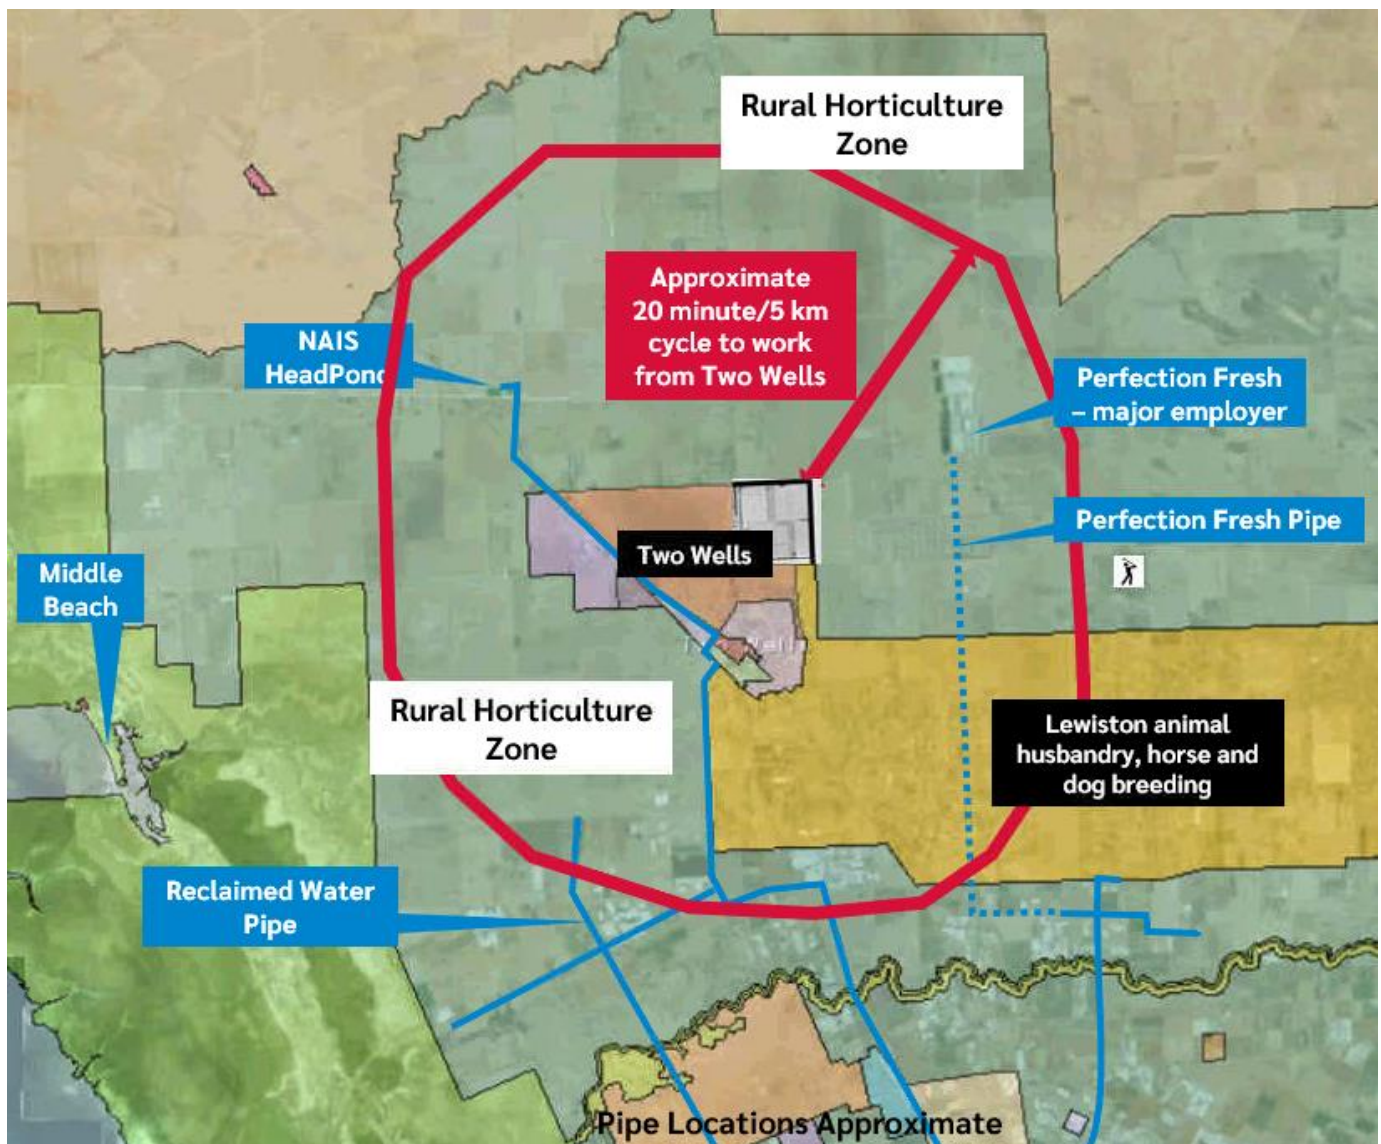 Rural Horticulture
Zone
Approximate
20 minute/5 km
cycle to work
from Two Wells
NAIS
HeadPond
Perfection Fresh
– major employer
Perfection Fresh Pipe
Two Wells
Middle
Beach
Two Wells
Rural Horticulture
Zone
Lewiston animal
husbandry, horse and
dog breeding
Reclaimed Water
Pipe
Pipe Locations Approximate